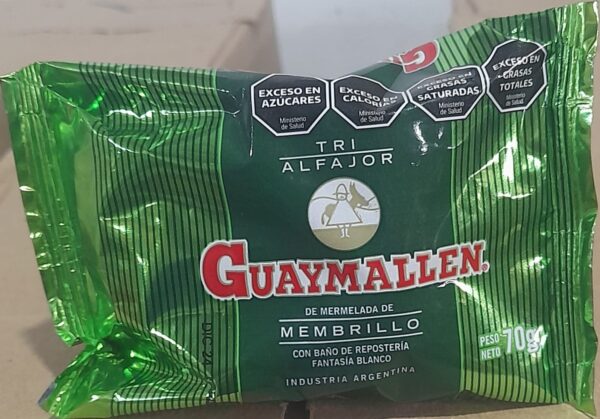 EXCESO EN
AZÚCARES
Ministerio
de Salud
EXCESO EN
CALORÍAS
Ministerio
de Salud
EXCESO EN
GRASAS
SATURADAS
Ministerio
de Salud
EXCESO EN
GRASAS
TOTALES
Ministerio
de Salud
TRI
ALFAJOR
GUAYMALLEN®
DE MERMELADA DE
MEMBRILLO
CON BAÑO DE REPOSTERÍA
FANTASÍA BLANCO
INDUSTRIA ARGENTINA
PESO
NETO 70g